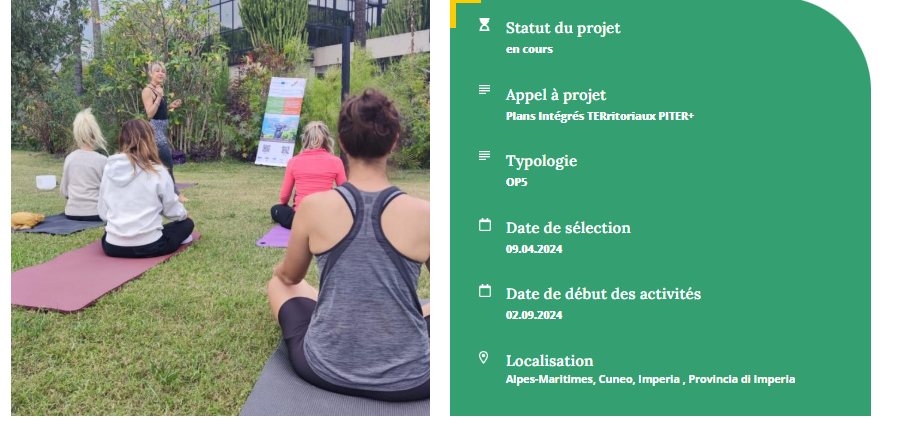 Statut du projet
en cours
Appel à projet
Plans Intégrés TERritoriaux PITER+
Typologie
OP5
Date de sélection
09.04.2024
Date de début des activités
02.09.2024
Localisation
Alpes-Maritimes, Cuneo, Imperia , Provincia di Imperia